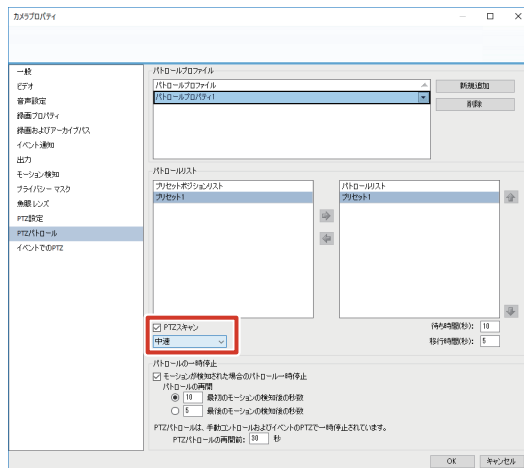 カメラプロパティ
一般
ビデオ
音声設定
録画プロパティ
録画およびアーカイブパス
イベント通知
出力
モーション検知
プライバシー マスク
魚眼 レンズ
PTZ設定
PTZパトロール
イベントでのPTZ
パトロールプロファイル
パトロールプロファイル
パトロールプロパティ1
新規追加
削除
パトロールリスト
プリセットポジションリスト
プリセット1
パトロールリスト
プリセット1
PTZスキャン
中速
待ち時間(秒): 10
移行時間(秒): 5
パトロールの一時停止
モーションが検知された場合のパトロール一時停止
パトロールの再開
10 最初のモーションの検知後の秒数
5 最後のモーションの検知後の秒数
PTZパトロールは、手動コントロールおよびイベントのPTZで一時停止されています。
PTZパトロールの再開前: 30 秒
OK キャンセル